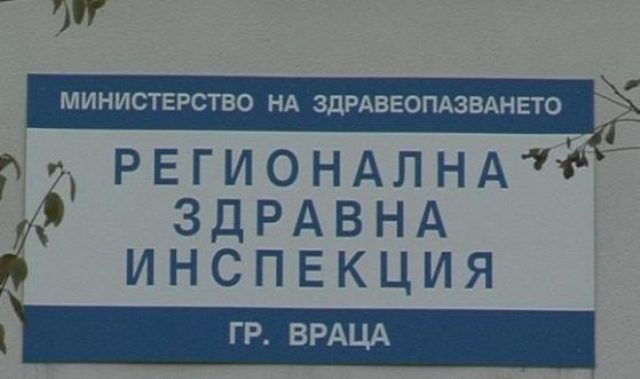 МИНИСТЕРСТВО НА ЗДРАВЕОПАЗВАНЕТО
РЕГИОНАЛНА
ЗДРАВНА
ИНСПЕКЦИЯ
ГР. ВРАЦА